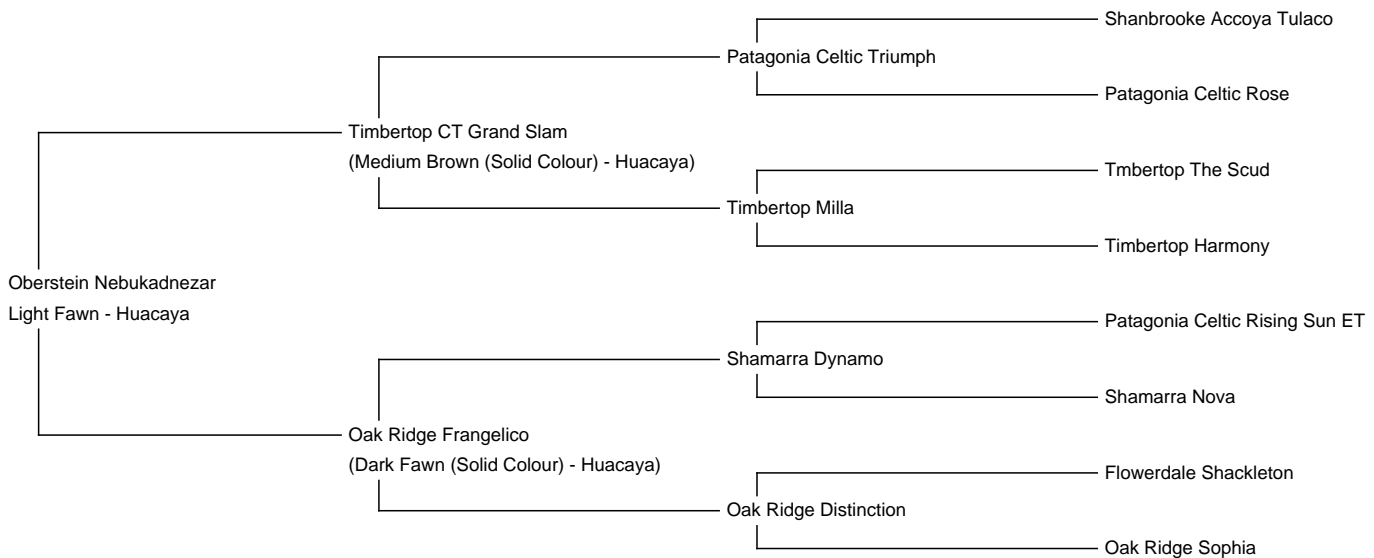 Shanbrooke Accoya Tulaco
Patagonia Celtic Triumph
Patagonia Celtic Rose
Timbertop CT Grand Slam
(Medium Brown (Solid Colour) - Huacaya)
Tmbertop The Scud
Timbertop Milla
Timbertop Harmony
Oberstein Nebukadnezar
Light Fawn - Huacaya
Patagonia Celtic Rising Sun ET
Shamarra Dynamo
Shamarra Nova
Oak Ridge Frangelico
(Dark Fawn (Solid Colour) - Huacaya)
Flowerdale Shackleton
Oak Ridge Distinction
Oak Ridge Sophia